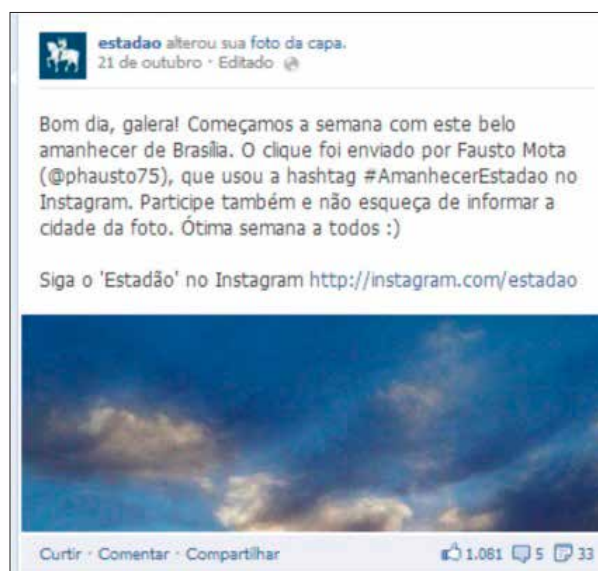 estadao alterou sua foto da capa.
21 de outubro · Editado
Bom dia, galera! Começamos a semana com este belo
amanhecer de Brasília. O clique foi enviado por Fausto Mota
(@phausto75), que usou a hashtag #AmanhecerEstadao no
Instagram. Participe também e não esqueça de informar a
cidade da foto. Ótima semana a todos :)
Siga o 'Estadão' no Instagram http://instagram.com/estadao
Curtir · Comentar · Compartilhar 1.081 5 33